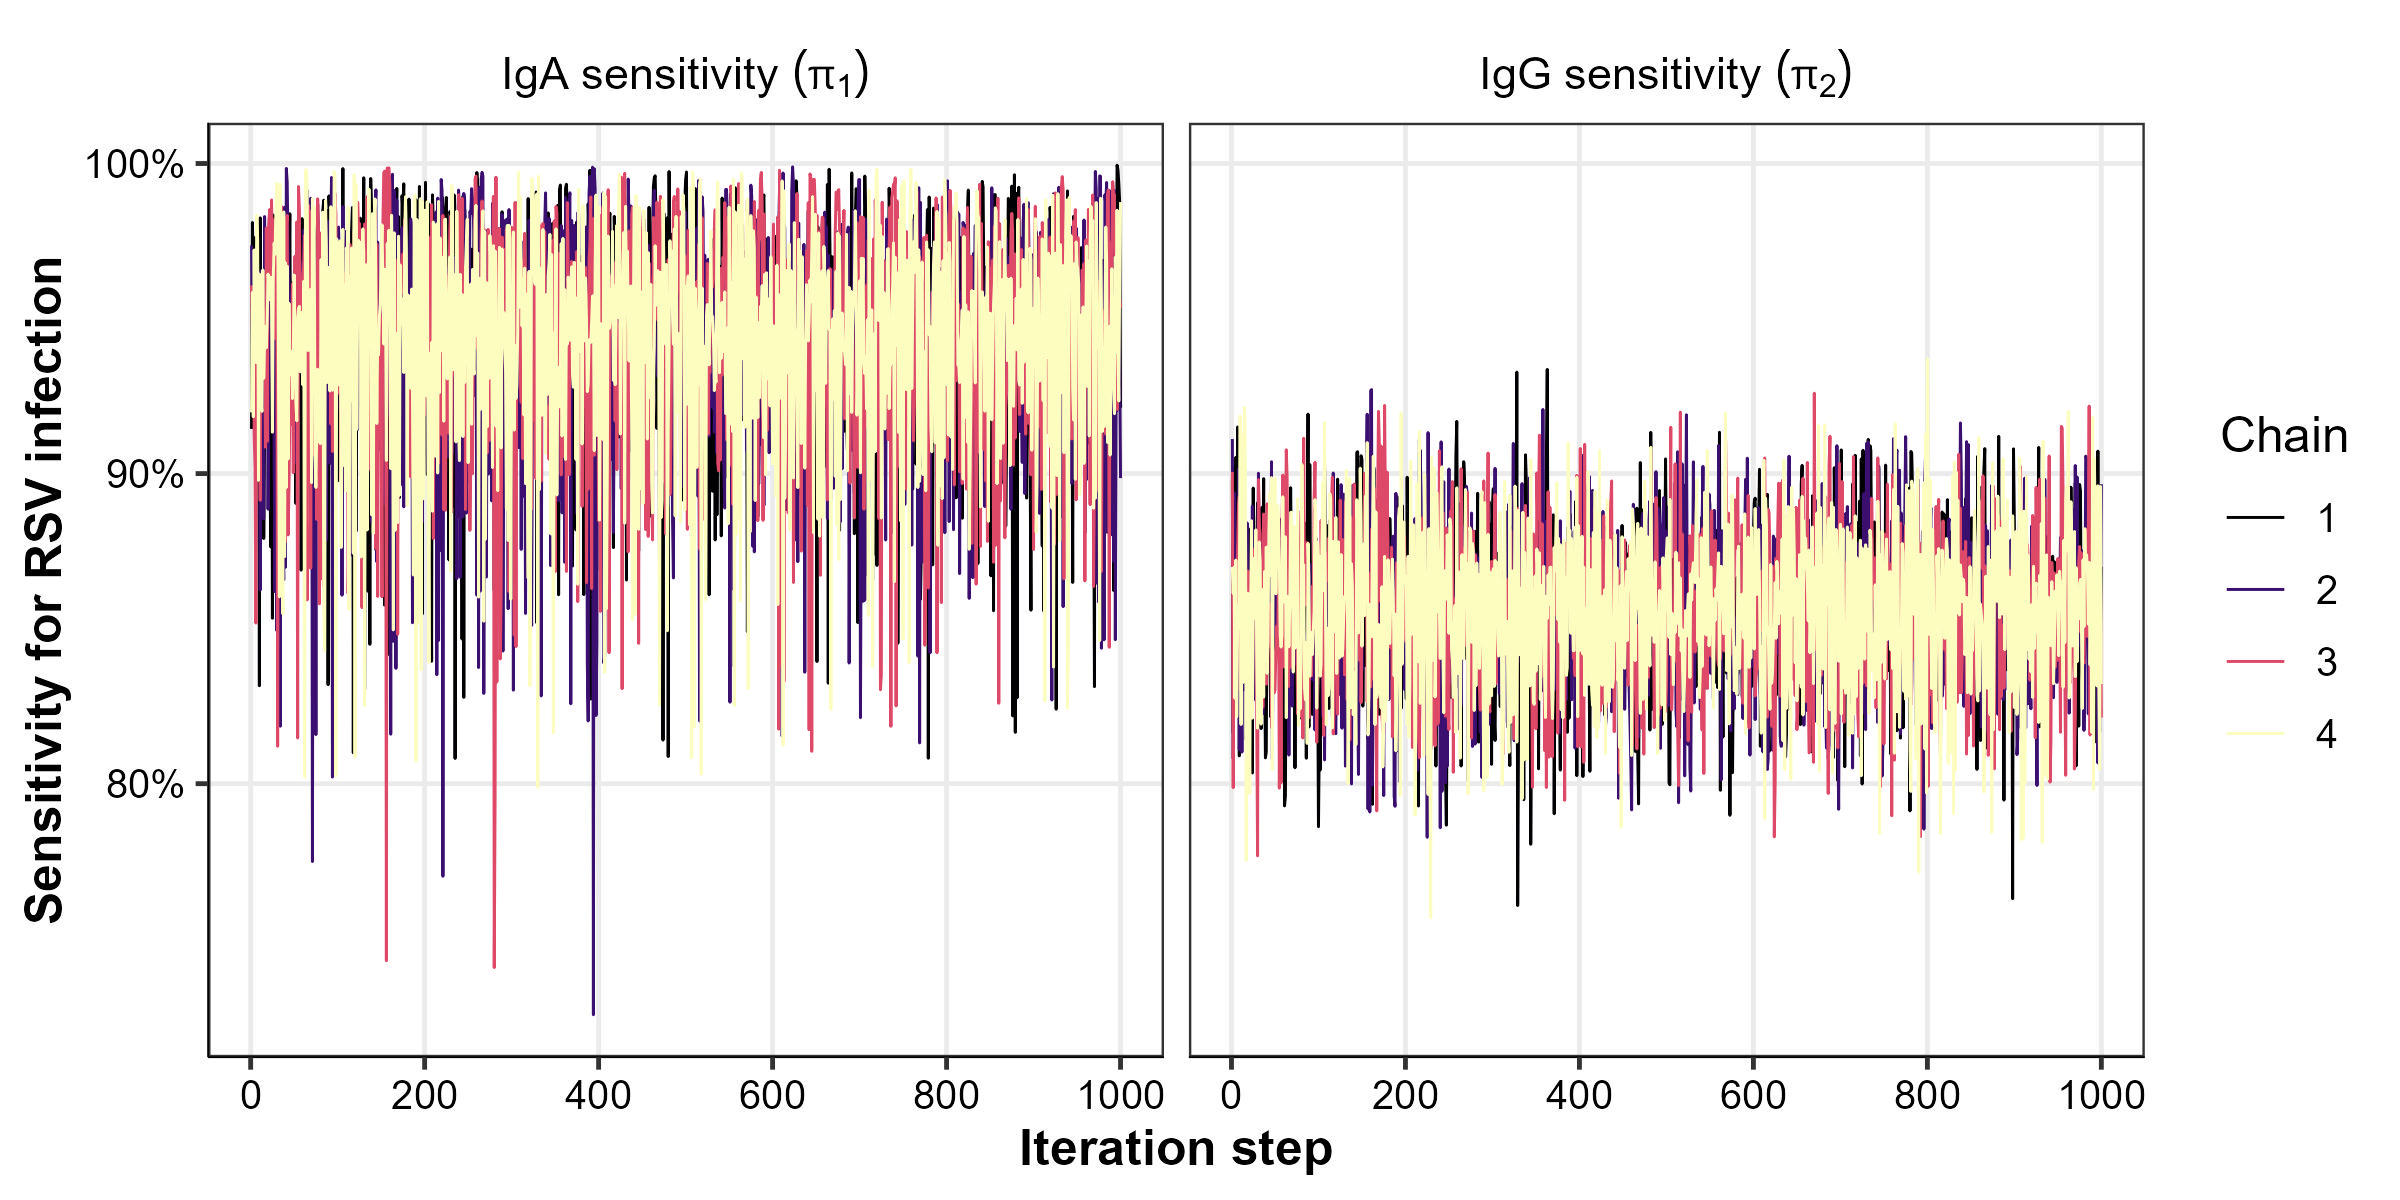 IgA sensitivity (π₁)
IgG sensitivity (π₂)
Sensitivity for RSV infection
100%
90%
80%
0 200 400 600 800 1000
0 200 400 600 800 1000
Iteration step
Chain
1
2
3
4